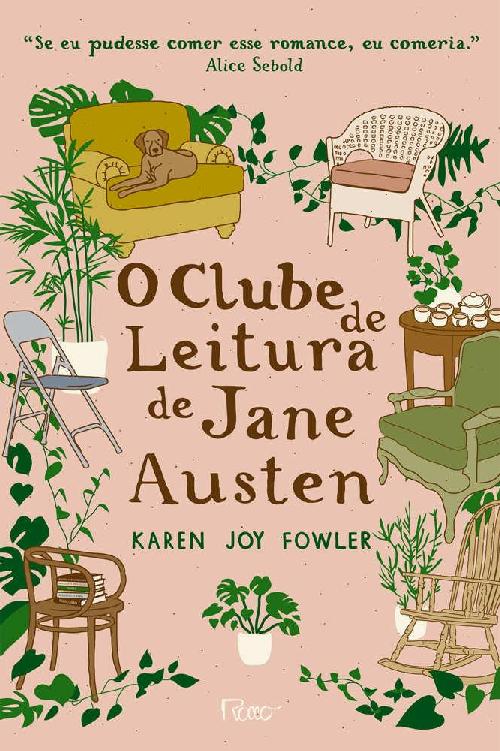 “Se eu pudesse comer esse romance, eu comeria.”
Alice Sebold
O Clube
de
Leitura
de Jane
Austen
KAREN JOY FOWLER
Rocco